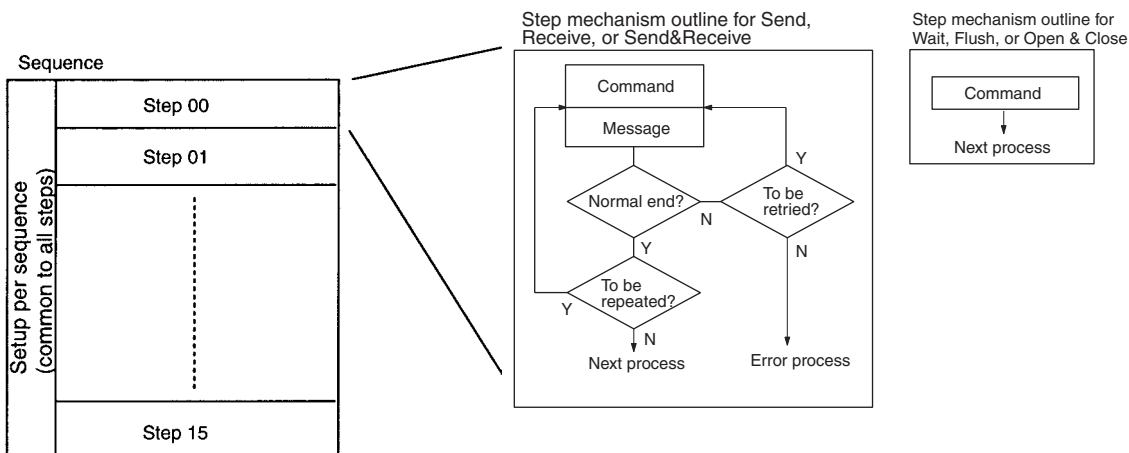 Sequence
Setup per sequence
(common to all steps)
Step 00
Step 01
Step 15
Step mechanism outline for Send,
Receive, or Send&Receive
Command
Message
Normal end?
N
To be
retried?
Y
N
Y
To be
repeated?
Y
N
Next process
Error process
Step mechanism outline for
Wait, Flush, or Open & Close
Command
Next process